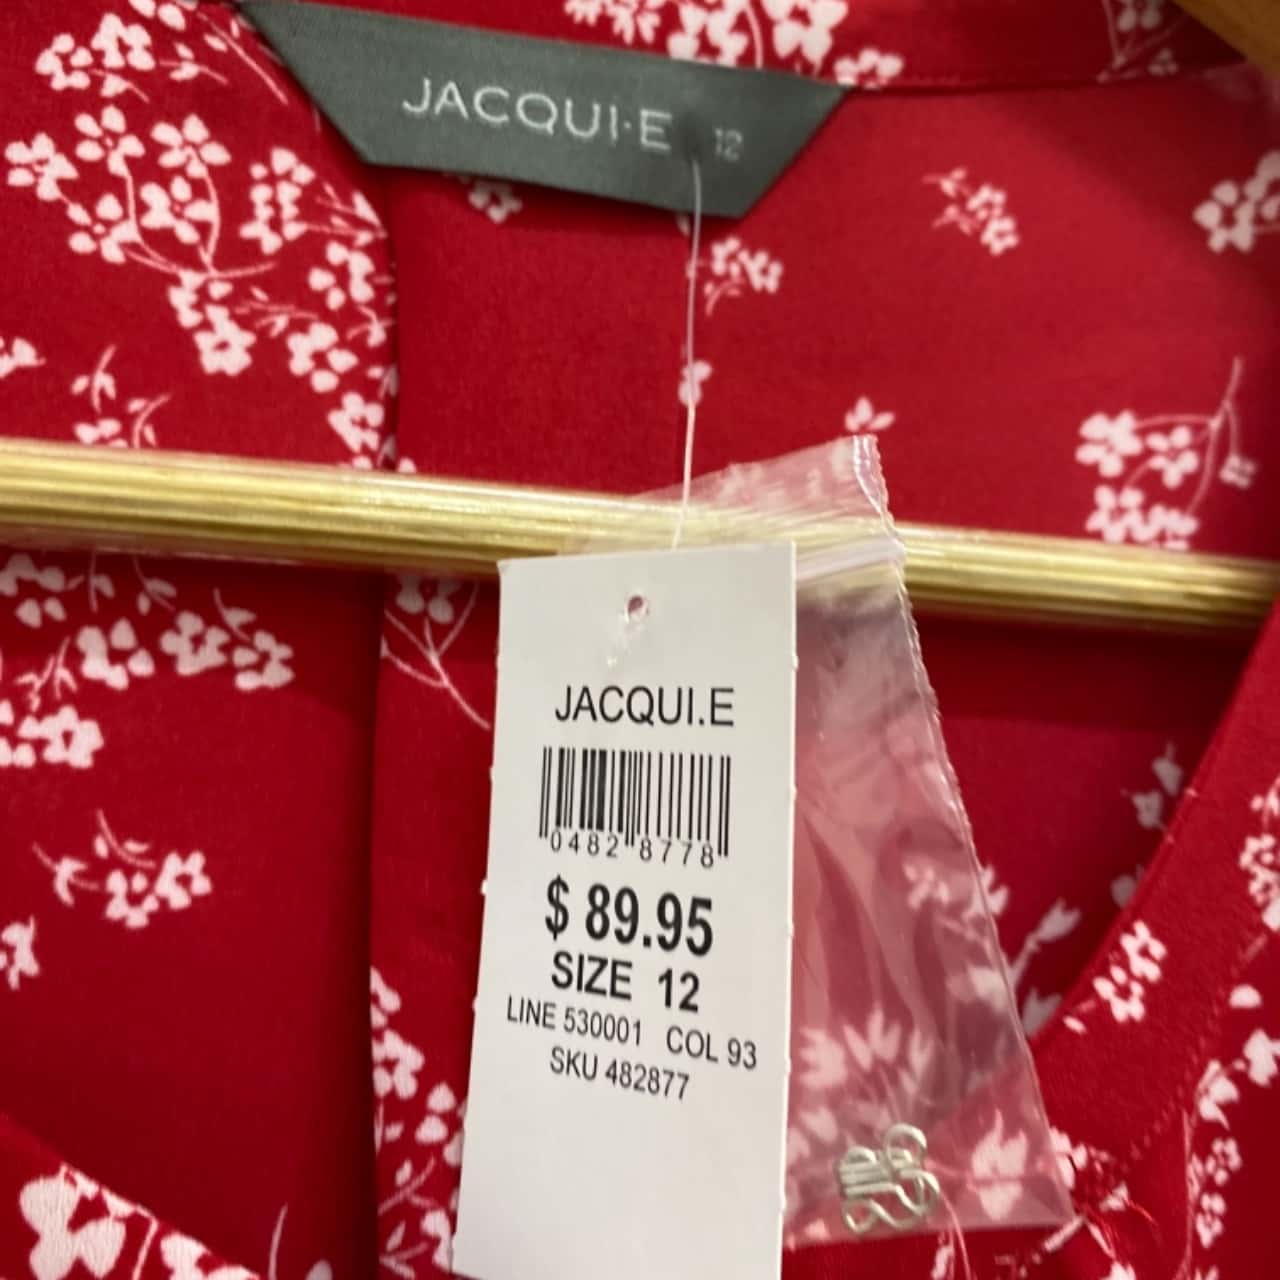 JACQUI·E 12
JACQUI.E
0482 8778
$ 89.95
SIZE 12
LINE 530001 COL 93
SKU 482877